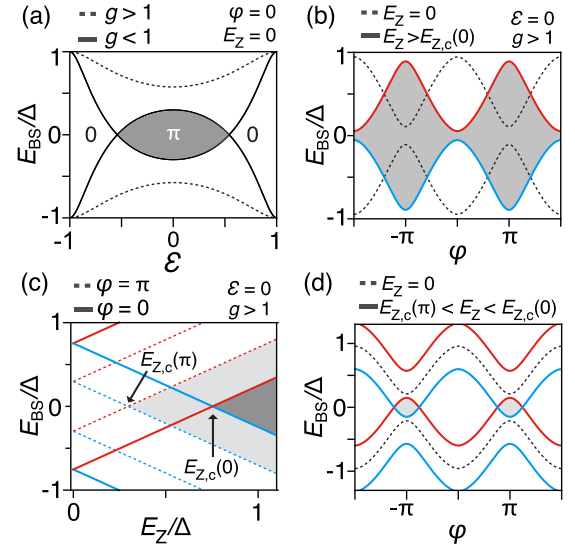 (a)
g > 1
g < 1
φ = 0
E_Z = 0
E_BS/Δ
1
0
-1
0
π
0
-1
0
1
ε
(b)
E_Z = 0
E_Z > E_Z,c(0)
ε = 0
g > 1
E_BS/Δ
1
0
-1
-π
π
φ
(c)
φ = π
φ = 0
ε = 0
g > 1
E_BS/Δ
1
0
-1
E_Z,c(π)
E_Z,c(0)
0
1
E_Z/Δ
(d)
E_Z = 0
E_Z,c(π) < E_Z < E_Z,c(0)
E_BS/Δ
1
0
-1
-π
π
φ